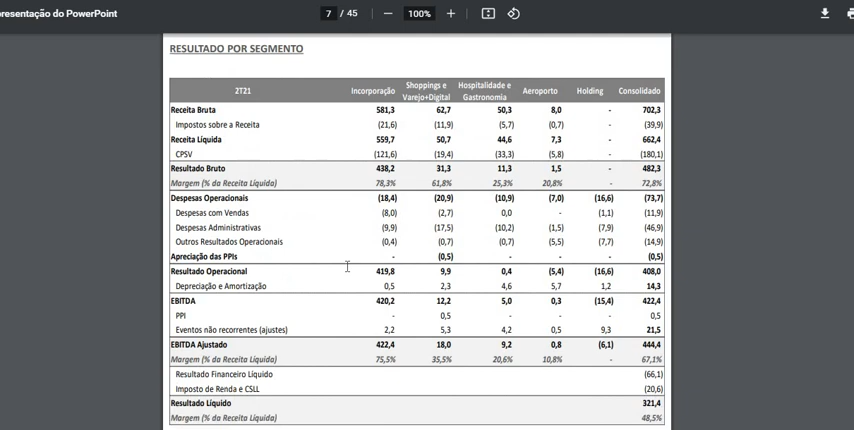 presentação do PowerPoint 7 / 45 — 100% +
RESULTADO POR SEGMENTO
2T21 Incorporação Shoppings e Varejo+Digital Hospitalidade e Gastronomia Aeroporto Holding Consolidado
Receita Bruta 581,3 62,7 50,3 8,0 - 702,3
Impostos sobre a Receita (21,6) (11,9) (5,7) (0,7) - (39,9)
Receita Líquida 559,7 50,7 44,6 7,3 - 662,4
CPSV (121,6) (19,4) (33,3) (5,8) - (180,1)
Resultado Bruto 438,2 31,3 11,3 1,5 - 482,3
Margem (% da Receita Líquida) 78,3% 61,8% 25,3% 20,8% - 72,8%
Despesas Operacionais (18,4) (20,9) (10,9) (7,0) (16,6) (73,7)
Despesas com Vendas (8,0) (2,7) 0,0 - (1,1) (11,9)
Despesas Administrativas (9,9) (17,5) (10,2) (1,5) (7,9) (46,9)
Outros Resultados Operacionais (0,4) (0,7) (0,7) (5,5) (7,7) (14,9)
Apreciação das PPIs - (0,5) - - - (0,5)
Resultado Operacional 419,8 9,9 0,4 (5,4) (16,6) 408,0
Depreciação e Amortização 0,5 2,3 4,6 5,7 1,2 14,3
EBITDA 420,2 12,2 5,0 0,3 (15,4) 422,4
PPI - 0,5 - - - 0,5
Eventos não recorrentes (ajustes) 2,2 5,3 4,2 0,5 9,3 21,5
EBITDA Ajustado 422,4 18,0 9,2 0,8 (6,1) 444,4
Margem (% da Receita Líquida) 75,5% 35,5% 20,6% 10,8% - 67,1%
Resultado Financeiro Líquido (66,1)
Imposto de Renda e CSLL (20,6)
Resultado Líquido 321,4
Margem (% da Receita Líquida) 48,5%